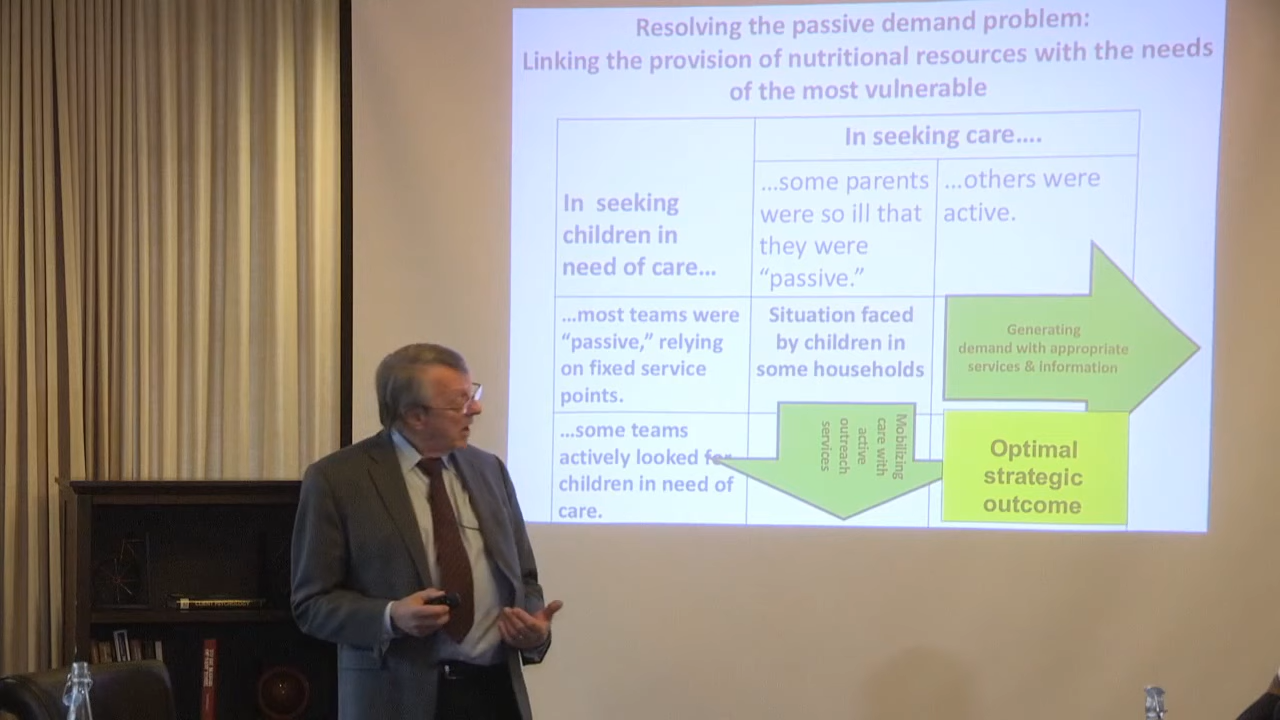 Resolving the passive demand problem:
Linking the provision of nutritional resources with the needs
of the most vulnerable
In seeking care....
In seeking
children in
need of care...
...some parents
were so ill that
they were
“passive.”
...others were
active.
...most teams were
“passive,” relying
on fixed service
points.
Situation faced
by children in
some households
Generating
demand with appropriate
services & information
...some teams
actively looked for
children in need of
care.
Mobilizing
care with
active
outreach
services
Optimal
strategic
outcome
CLIENT PSYCHOLOGY